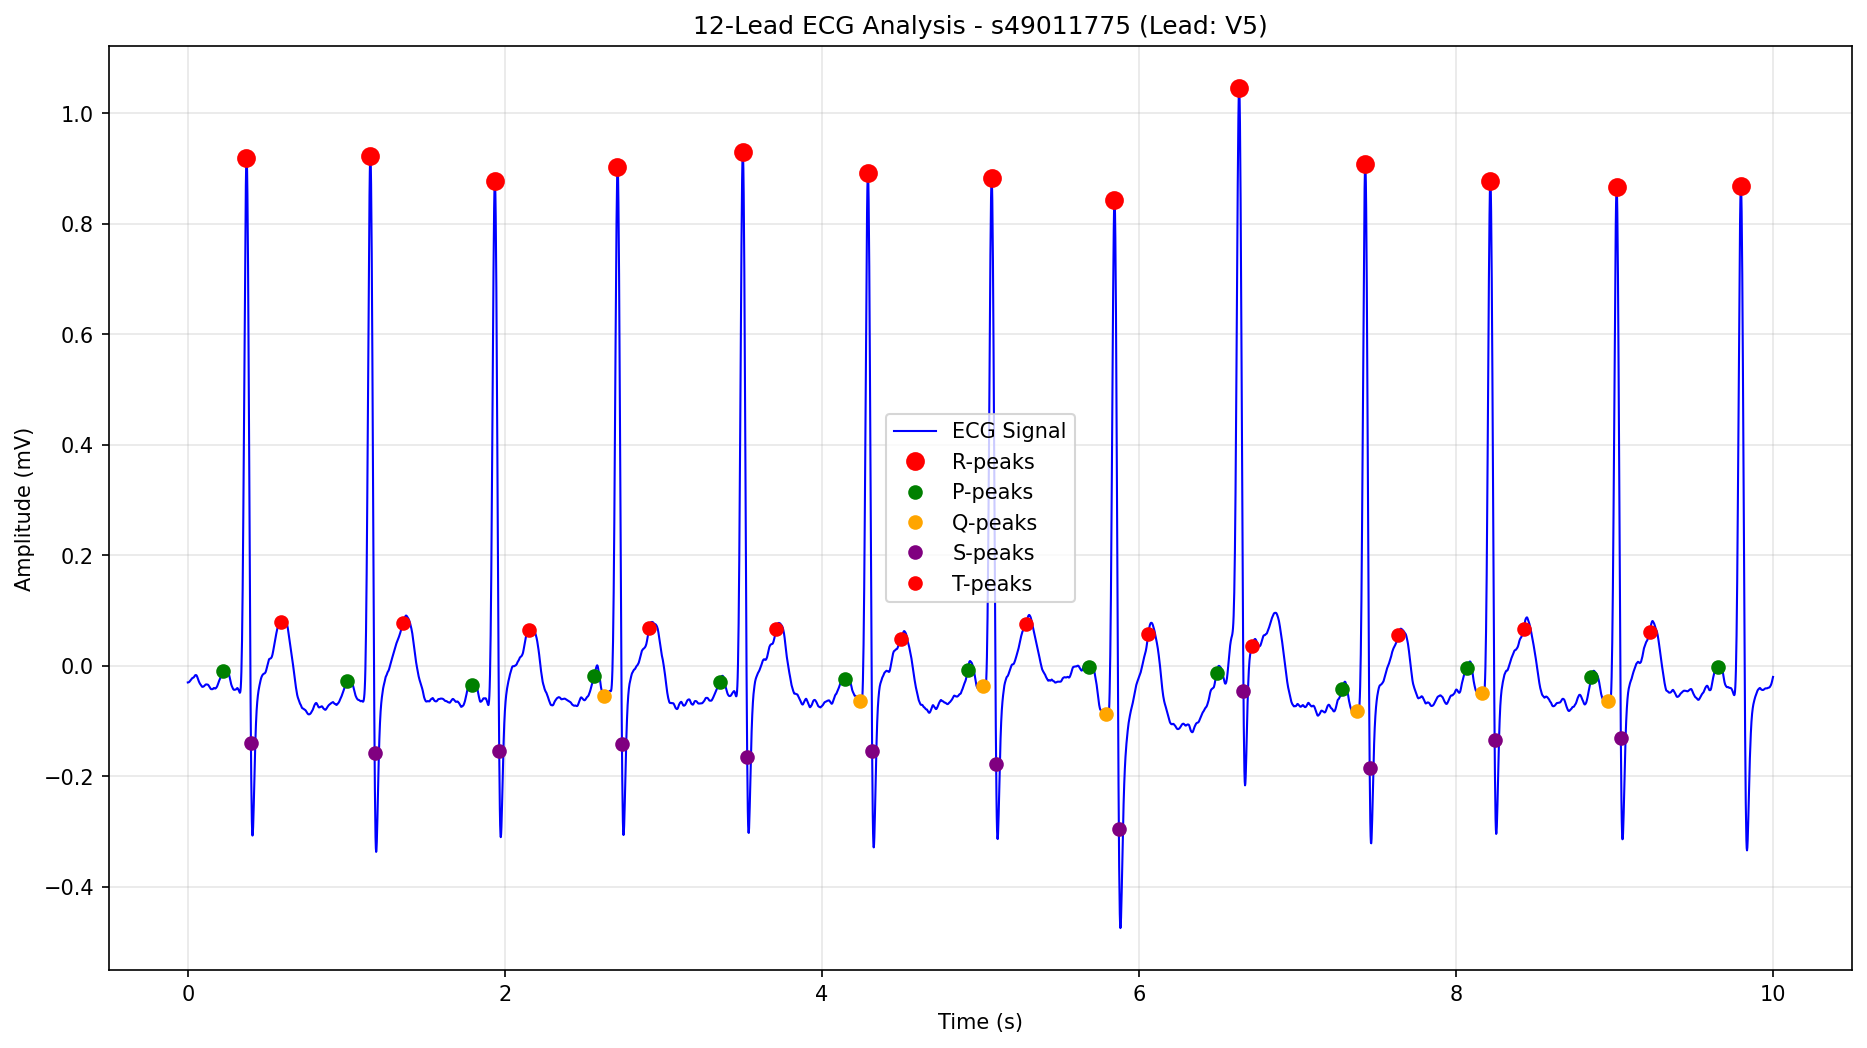 12-Lead ECG Analysis - s49011775 (Lead: V5)
Amplitude (mV)
1.0
0.8
0.6
0.4
0.2
0.0
−0.2
−0.4
ECG Signal
R-peaks
P-peaks
Q-peaks
S-peaks
T-peaks
0 2 4 6 8 10
Time (s)